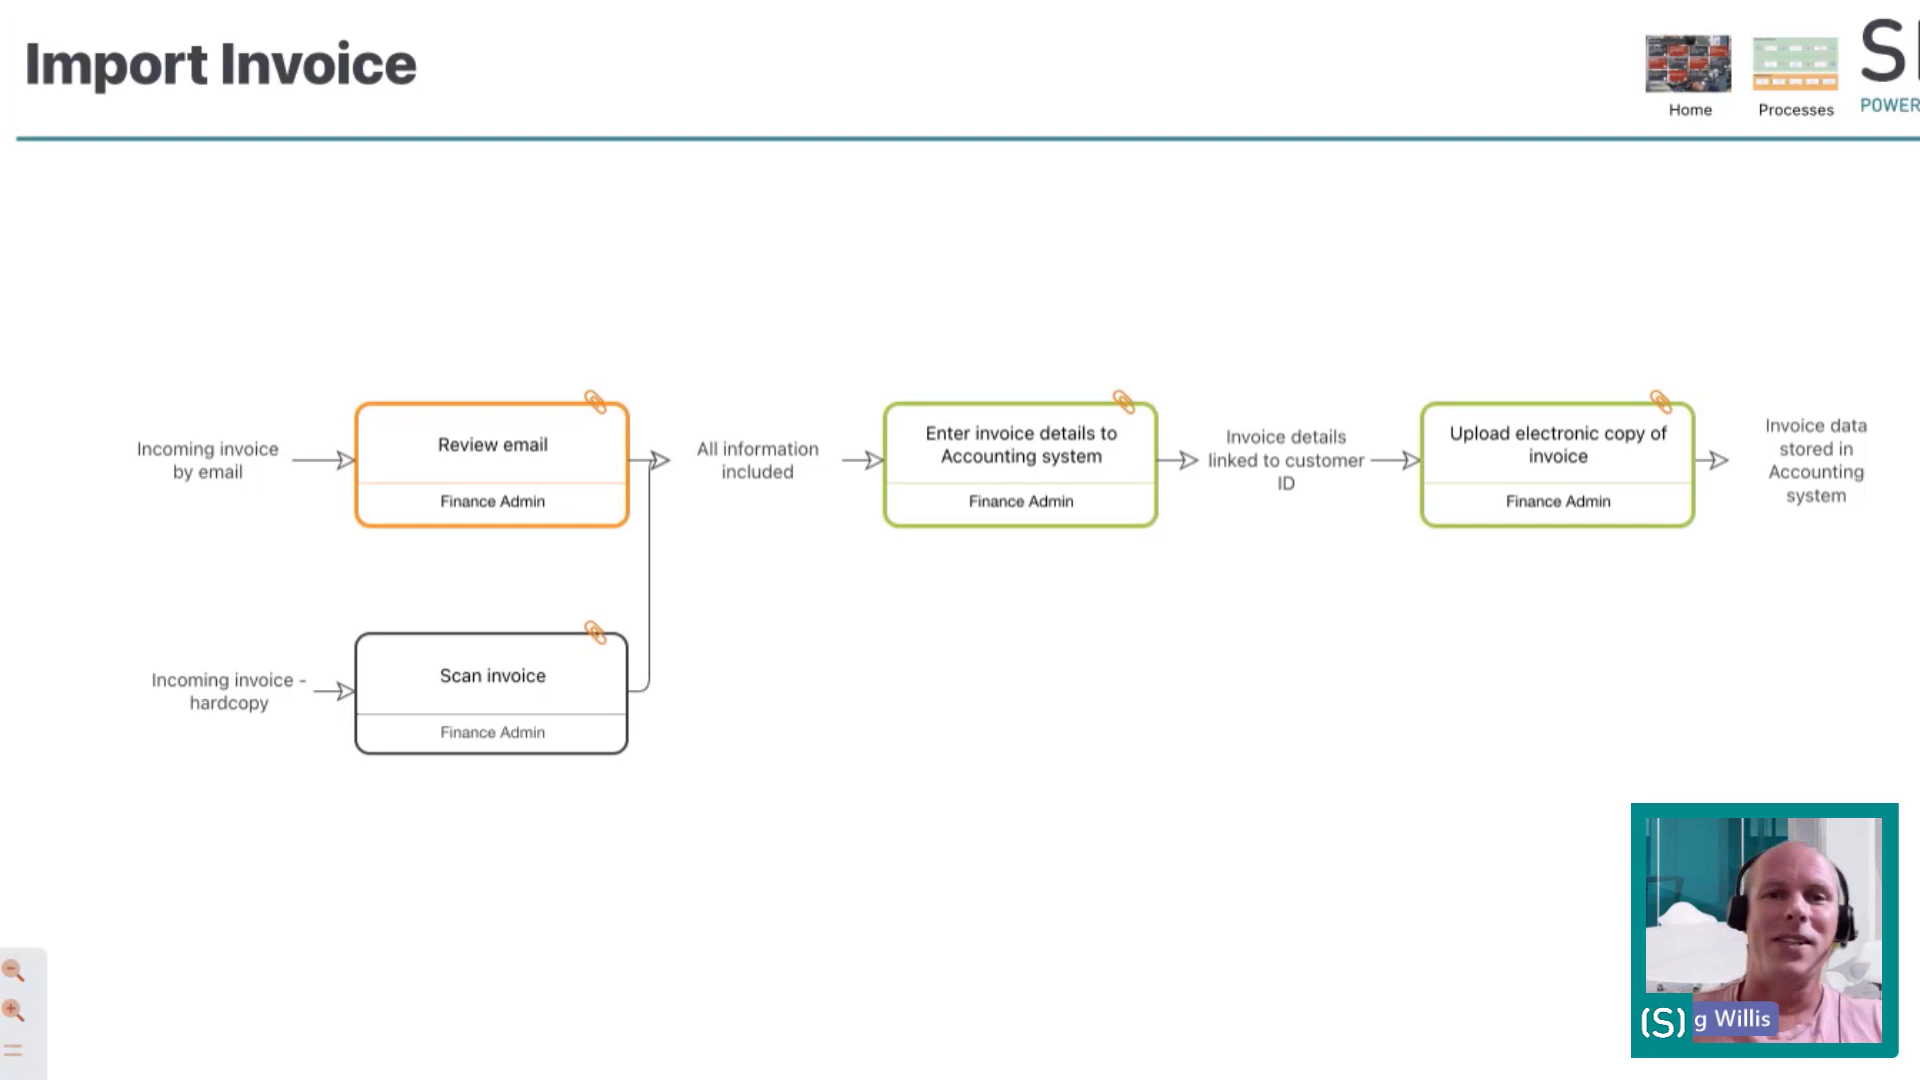 Import Invoice
Home
Processes
POWER
Incoming invoice
by email
Review email
Finance Admin
All information
included
Enter invoice details to
Accounting system
Finance Admin
Invoice details
linked to customer
ID
Upload electronic copy of
invoice
Finance Admin
Invoice data
stored in
Accounting
system
Incoming invoice -
hardcopy
Scan invoice
Finance Admin
(S)
g Willis